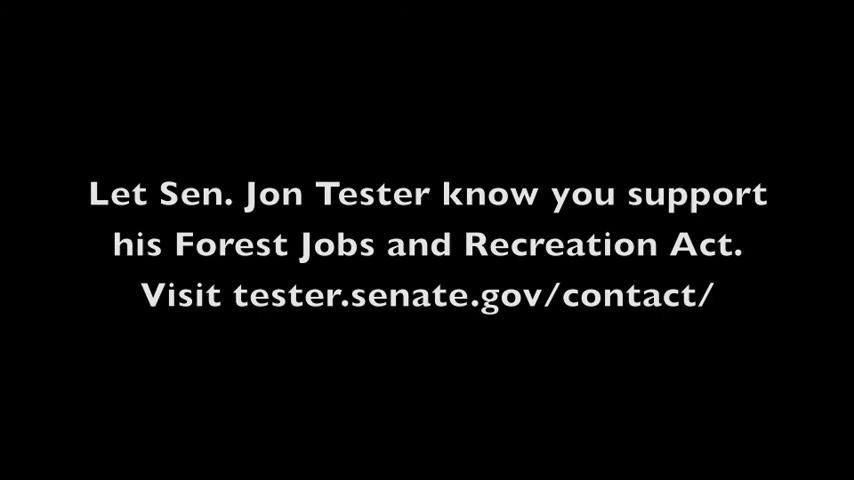 Let Sen. Jon Tester know you support
his Forest Jobs and Recreation Act.
Visit tester.senate.gov/contact/